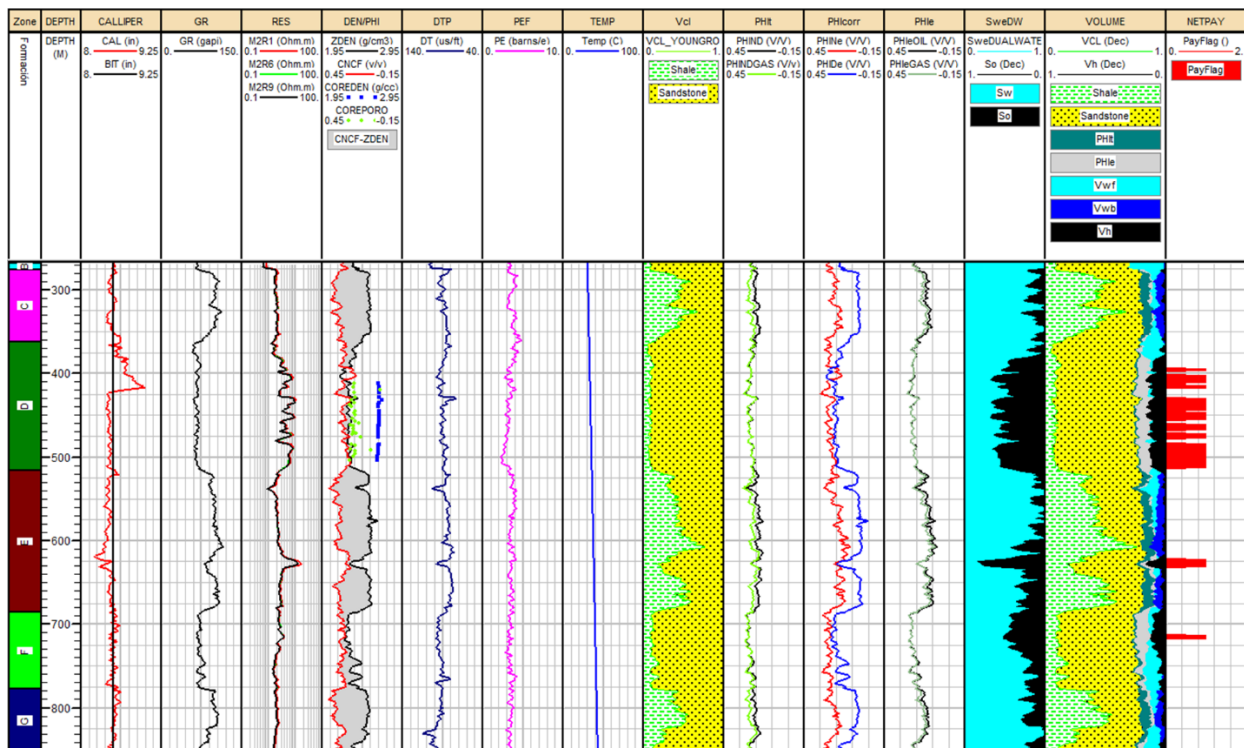 Zone DEPTH CALLIPER GR RES DEN/PHI DTP PEF TEMP Vcl PHIt PHIcorr PHIe SweDW VOLUME NETPAY
Formación
DEPTH (M)
CAL (in)
8. 9.25
BIT (in)
8. 9.25
GR (gapi)
0. 150.
M2R1 (Ohm.m)
0.1 100.
M2R6 (Ohm.m)
0.1 100.
M2R9 (Ohm.m)
0.1 100.
ZDEN (g/cm3)
1.95 2.95
CNCF (v/v)
0.45 -0.15
COREDEN (g/cc)
1.95 2.95
COREPORO
0.45 -0.15
CNCF-ZDEN
DT (us/ft)
140. 40.
PE (barns/e)
0. 10.
Temp (C)
0. 100.
VCL_YOUNGRO
0. 1.
Shale
Sandstone
PHIND (V/V)
0.45 -0.15
PHINDGAS (V/V)
0.45 -0.15
PHINe (V/V)
0.45 -0.15
PHIDe (V/V)
0.45 -0.15
PHIeOIL (V/V)
0.45 -0.15
PHIeGAS (V/V)
0.45 -0.15
SweDUALWATE
0. 1.
So (Dec)
1. 0.
Sw
So
VCL (Dec)
0. 1.
Vh (Dec)
1. 0.
Shale
Sandstone
PHIt
PHIe
Vwf
Vwb
Vh
PayFlag ()
0. 2.
PayFlag
B
C
300
D
400
500
E
600
F
700
G
800